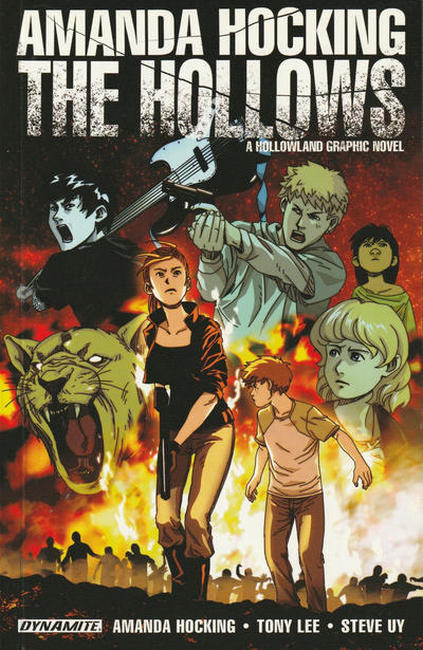 AMANDA HOCKING
THE HOLLOWS
A HOLLOWLAND GRAPHIC NOVEL
DYNAMITE. AMANDA HOCKING • TONY LEE • STEVE UY